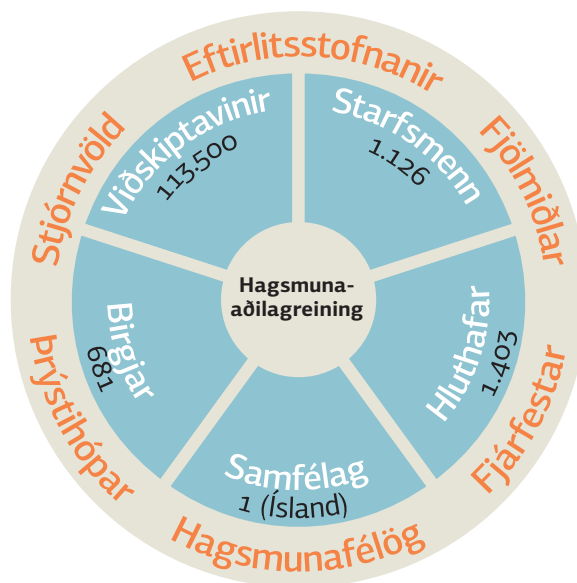 Eftirlitsstofnanir
Fjölmiðlar
Fjárfestar
Hagsmunafélög
Þrýstihópar
Stjórnvöld
Viðskiptavinir
113.500
Starfsmenn
1.126
Hluthafar
1.403
Samfélag
1 (Ísland)
Birgjar
681
Hagsmuna-
aðilagreining